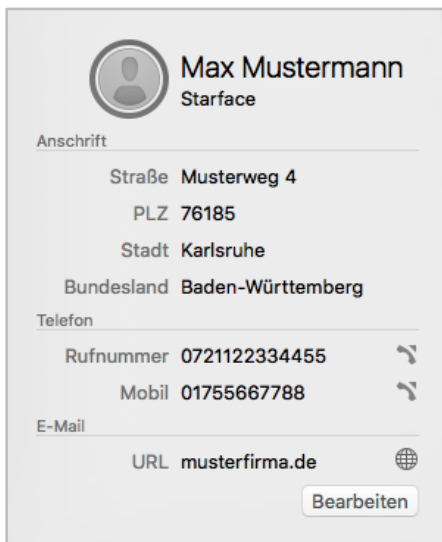 Max Mustermann
Starface
Anschrift
Straße Musterweg 4
PLZ 76185
Stadt Karlsruhe
Bundesland Baden-Württemberg
Telefon
Rufnummer 0721122334455
Mobil 01755667788
E-Mail
URL musterfirma.de
Bearbeiten